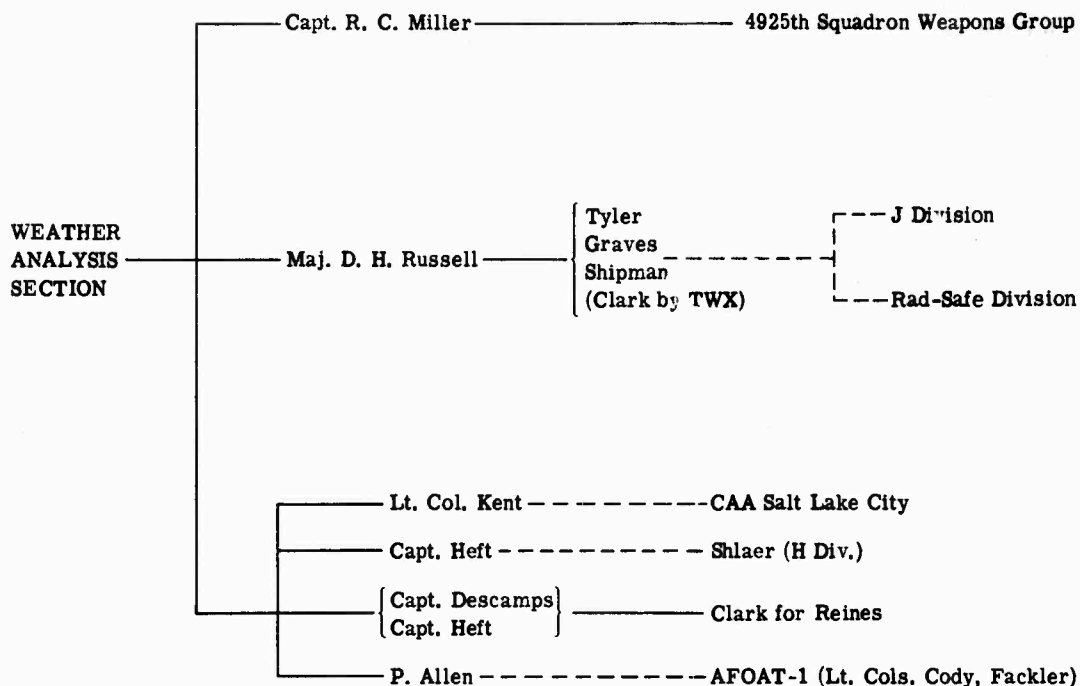 Capt. R. C. Miller 4925th Squadron Weapons Group
WEATHER
ANALYSIS
SECTION
Maj. D. H. Russell
Tyler
Graves
Shipman
(Clark by TWX)
J Division
Rad-Safe Division
Lt. Col. Kent CAA Salt Lake City
Capt. Heft Shlaer (H Div.)
Capt. Descamps
Capt. Heft
Clark for Reines
P. Allen AFOAT-1 (Lt. Cols, Cody, Fackler)